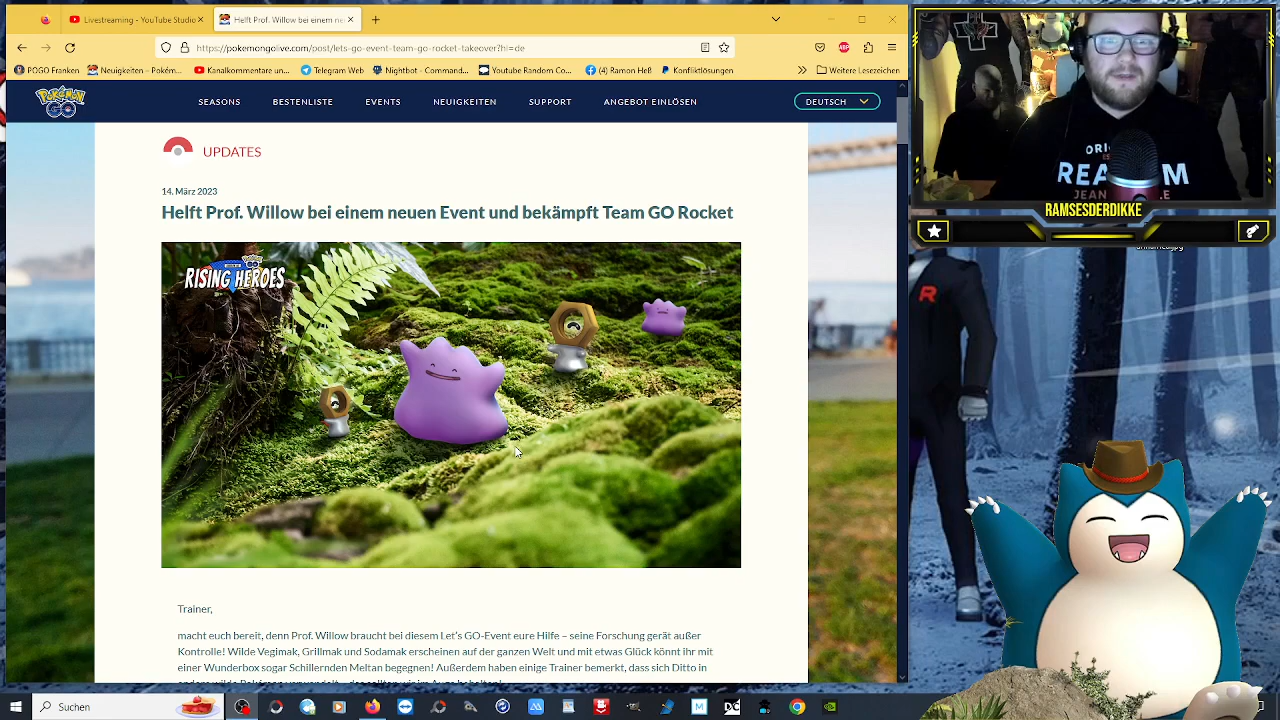 Livestreaming - YouTube Studio
Helft Prof. Willow bei einem ne
https://pokemongolive.com/post/lets-go-event-team-go-rocket-takeover?hl=de
POGO Franken
Neuigkeiten – Pokém...
Kanalkommentare un...
Telegram Web
Nightbot - Comman...
Youtube Random Co...
(4) Ramon Heß
Konfliktlösungen
Weitere Lesezeichen
Pokémon GO
SEASONS
BESTENLISTE
EVENTS
NEUIGKEITEN
SUPPORT
ANGEBOT EINLÖSEN
DEUTSCH
UPDATES
14. März 2023
Helft Prof. Willow bei einem neuen Event und bekämpft Team GO Rocket
RISING HEROES
Trainer,
macht euch bereit, denn Prof. Willow braucht bei diesem Let's GO-Event eure Hilfe – seine Forschung gerät außer
Kontrolle! Wilde Vegimak, Grillmak und Sodamak erscheinen auf der ganzen Welt und mit etwas Glück könnt ihr mit
einer Wunderbox sogar Schillernden Meltan begegnen! Außerdem haben einige Trainer bemerkt, dass sich Ditto in
RAMSESDERDIKKE
R
Suchen